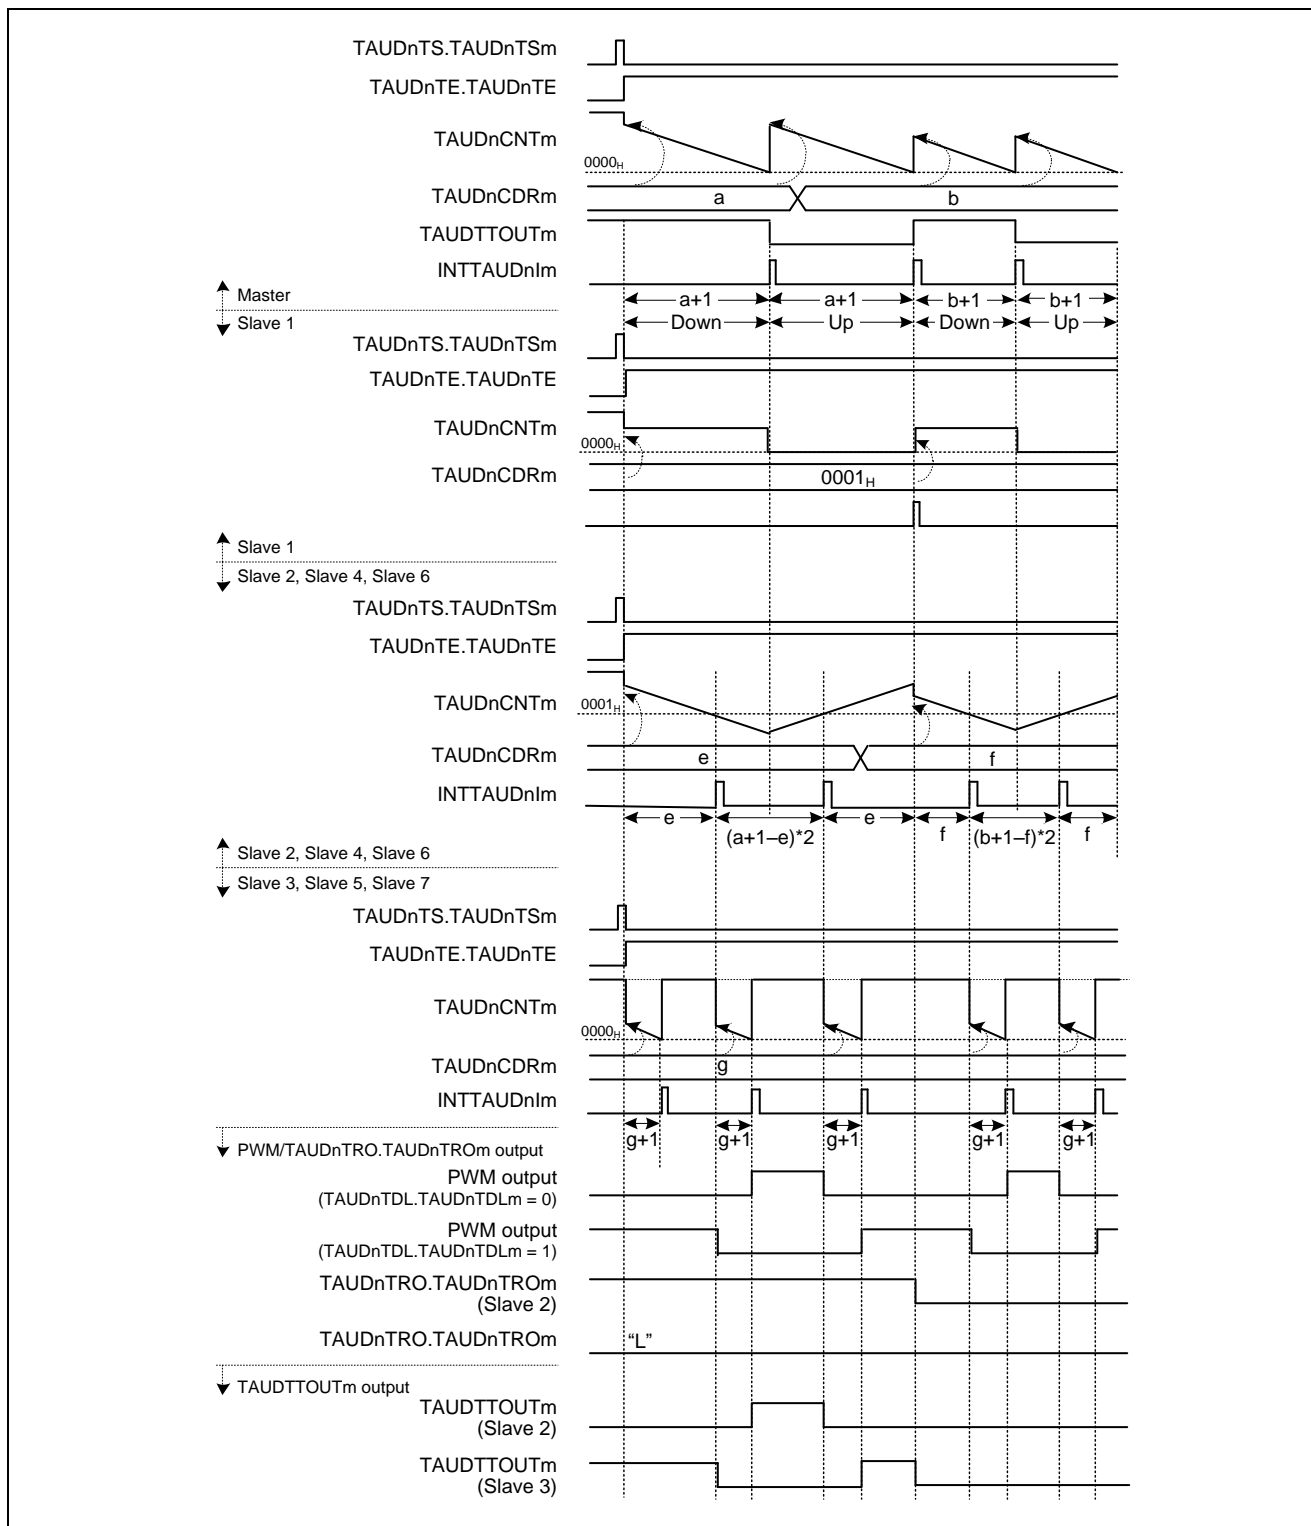 TAUDnTS.TAUDnTSm
TAUDnTE.TAUDnTE
TAUDnCNTm
0000H
TAUDnCDRm
a
b
TAUDTTOUTm
INTTAUDnIm
Master
a+1
a+1
b+1
b+1
Slave 1
Down
Up
Down
Up
TAUDnTS.TAUDnTSm
TAUDnTE.TAUDnTE
TAUDnCNTm
0000H
TAUDnCDRm
0001H
Slave 1
Slave 2, Slave 4, Slave 6
TAUDnTS.TAUDnTSm
TAUDnTE.TAUDnTE
TAUDnCNTm
0001H
TAUDnCDRm
e
f
INTTAUDnIm
e
(a+1–e)*2
e
f
(b+1–f)*2
f
Slave 2, Slave 4, Slave 6
Slave 3, Slave 5, Slave 7
TAUDnTS.TAUDnTSm
TAUDnTE.TAUDnTE
TAUDnCNTm
0000H
TAUDnCDRm
g
INTTAUDnIm
g+1
g+1
g+1
g+1
g+1
PWM/TAUDnTRO.TAUDnTROm output
PWM output
(TAUDnTDL.TAUDnTDLm = 0)
PWM output
(TAUDnTDL.TAUDnTDLm = 1)
TAUDnTRO.TAUDnTROm
(Slave 2)
TAUDnTRO.TAUDnTROm
“L”
TAUDTTOUTm output
TAUDTTOUTm
(Slave 2)
TAUDTTOUTm
(Slave 3)